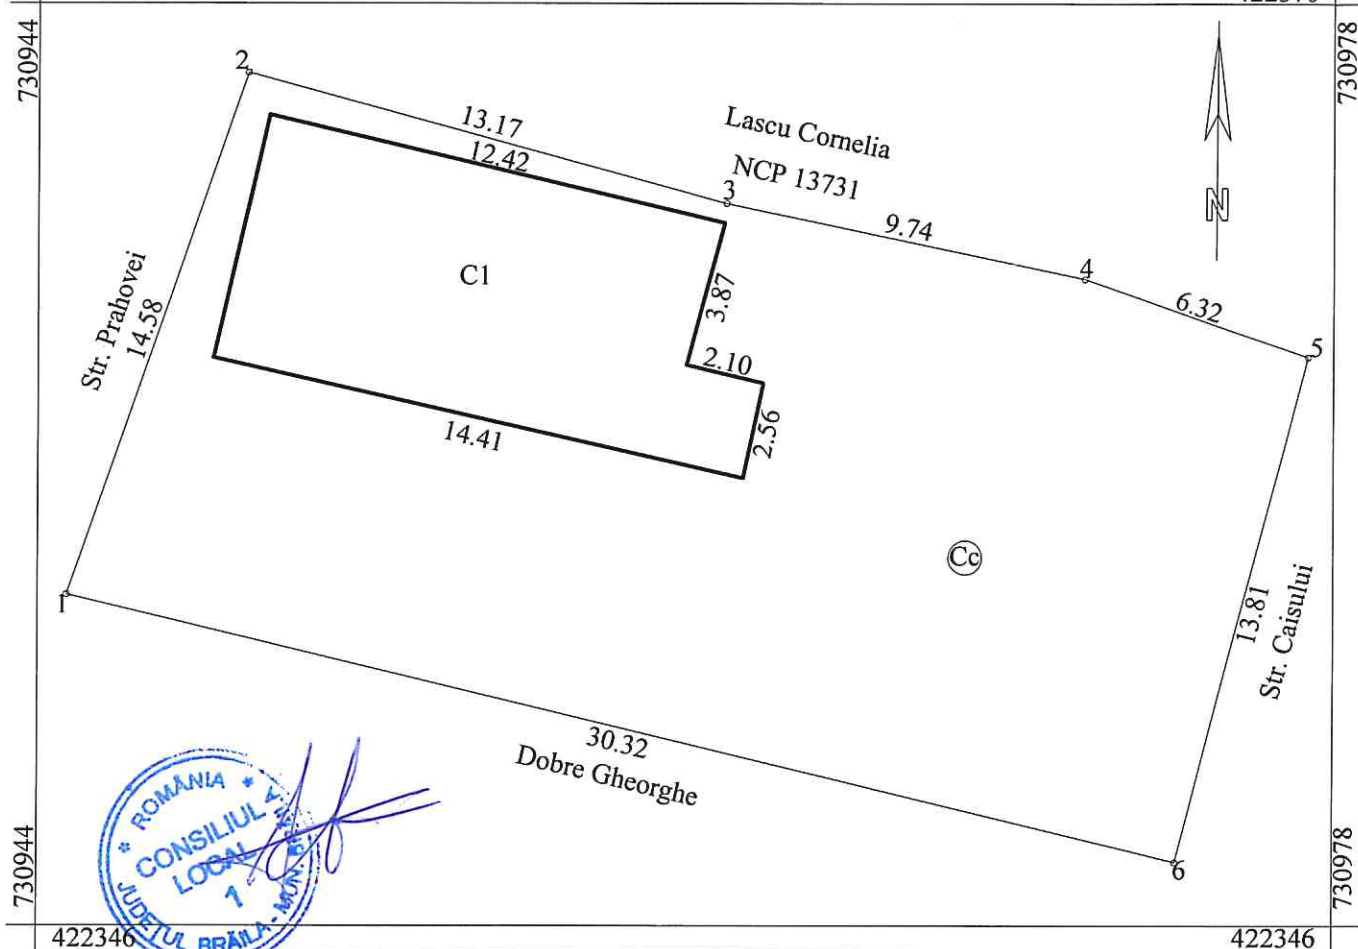 730944
730978
2
13.17
12.42
Lascu Cornelia
NCP 13731
3
9.74
N
4
6.32
5
C1
3.87
2.10
2.56
14.41
Str. Prahovei
14.58
1
Cc
13.81
Str. Caisului
30.32
Dobre Gheorghe
6
* ROMÂNIA *
CONSILIUL
LOCAL
1
JUDEȚUL BRĂILA - MUN.
730944
730978
422346
422346